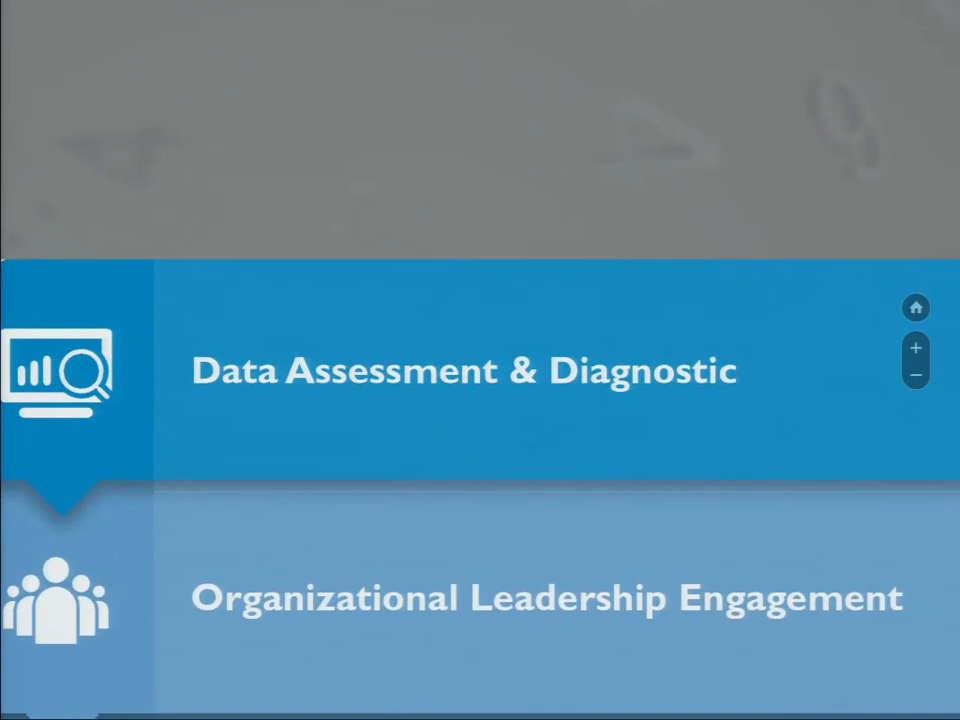 Data Assessment & Diagnostic
Organizational Leadership Engagement